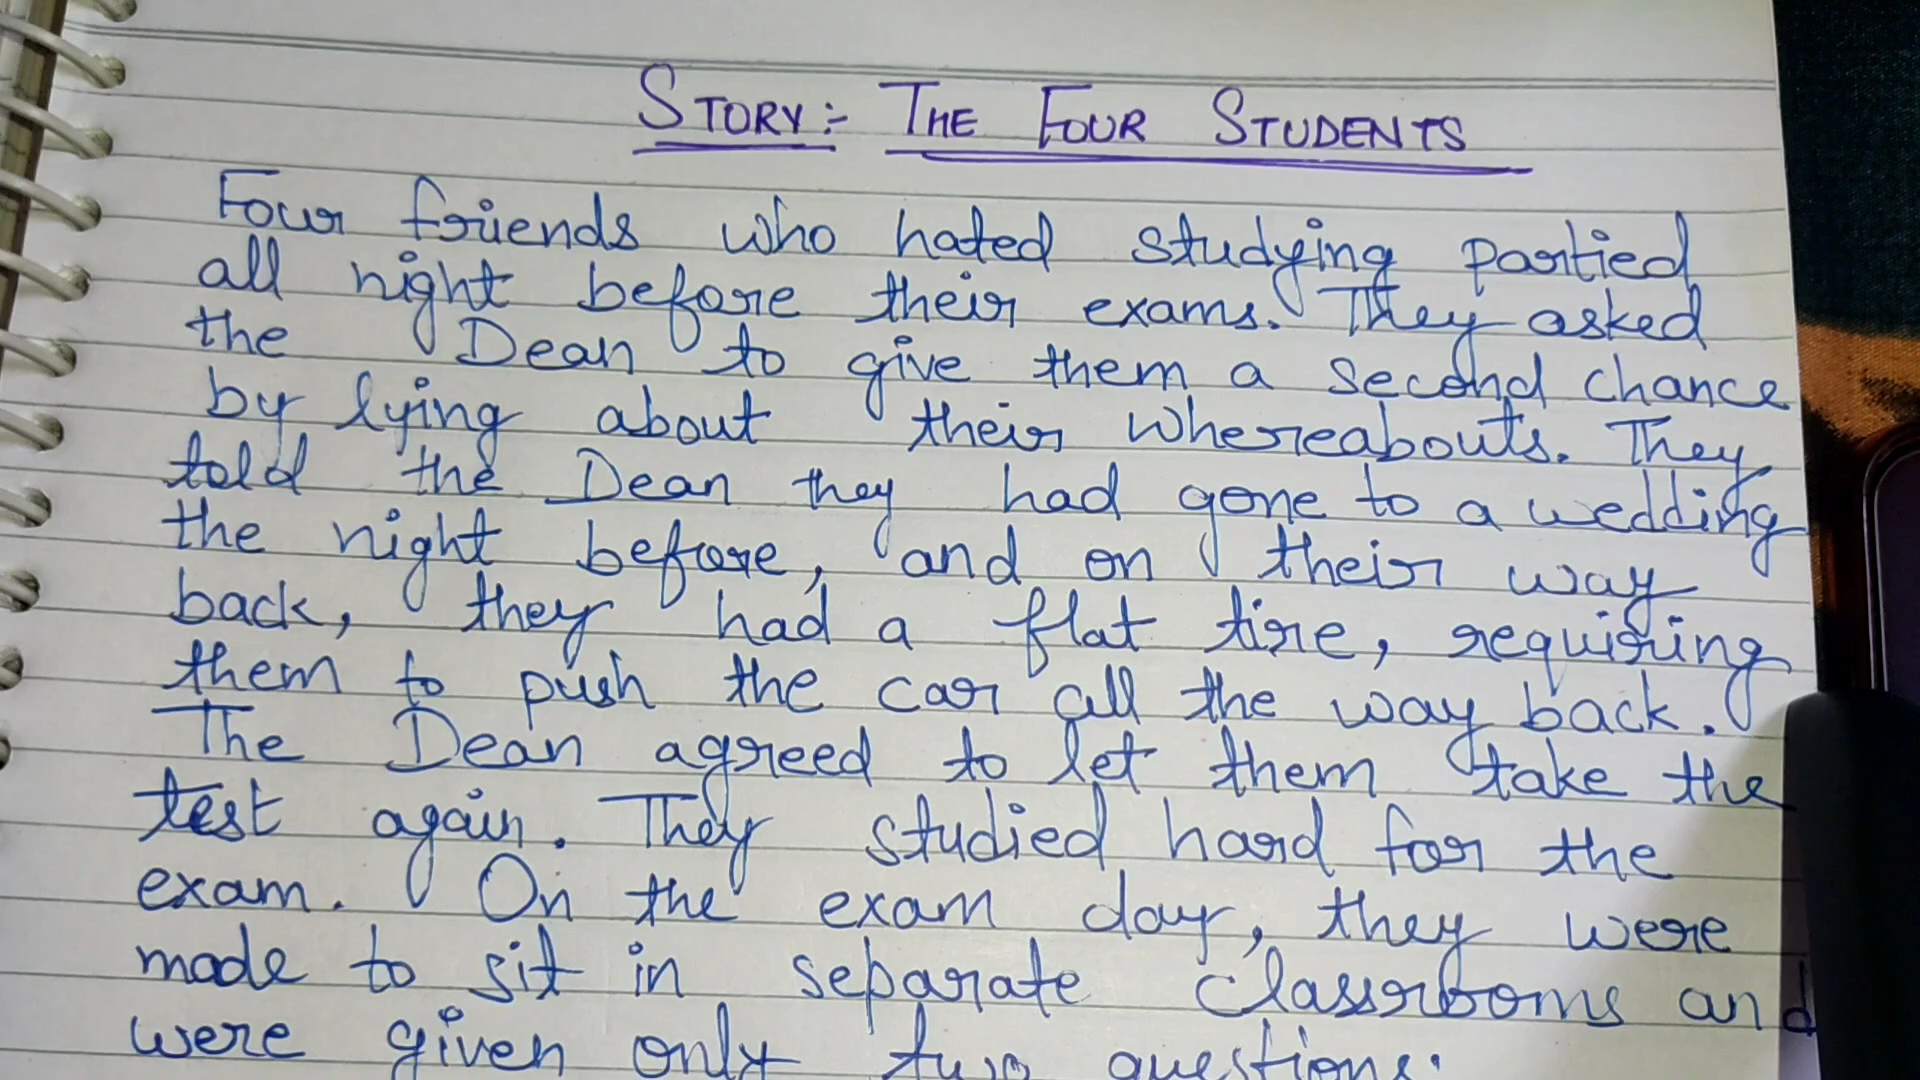 STORY:- THE FOUR STUDENTS
Four friends who hated studying partied
all night before their exams. They asked
the Dean to give them a second chance
by lying about their whereabouts. They
told the Dean they had gone to a wedding
the night before, and on their way
back, they had a flat tire, requiring
them to push the car all the way back.
The Dean agreed to let them take the
test again. They studied hard for the
exam. On the exam day, they were
made to sit in separate classrooms and
were given only two questions.